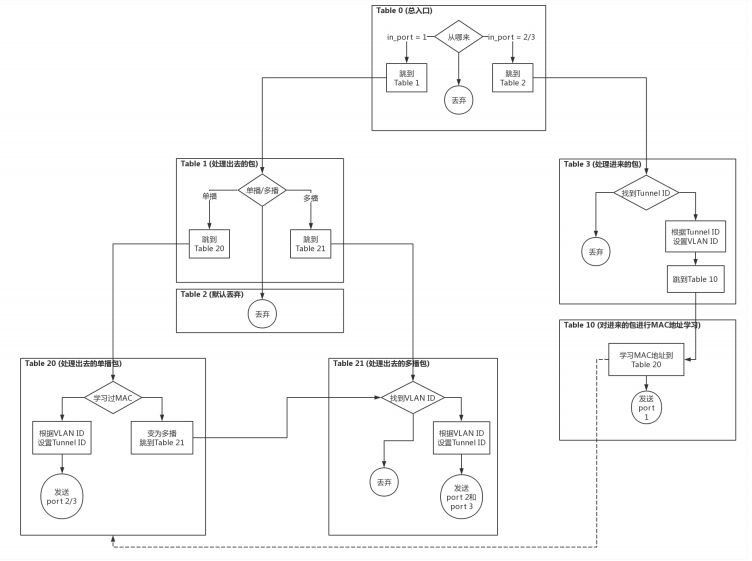 Table 0 (总入口)
in_port = 1
从哪来
in_port = 2/3
跳到
Table 1
丢弃
跳到
Table 2
Table 1 (处理出去的包)
单播
单播/多播
多播
跳到
Table 20
跳到
Table 21
Table 2 (默认丢弃)
丢弃
Table 3 (处理进来的包)
找到Tunnel ID
丢弃
根据Tunnel ID
设置VLAN ID
跳到Table 10
Table 10 (对进来的包进行MAC地址学习)
学习MAC地址到
Table 20
发送
port
1
Table 20 (处理出去的单播包)
学习过MAC
根据VLAN ID
设置Tunnel ID
变为多播
跳到Table 21
发送
port 2/3
Table 21 (处理出去的多播包)
找到VLAN ID
丢弃
根据VLAN ID
设置Tunnel ID
发送
port 2和
port 3